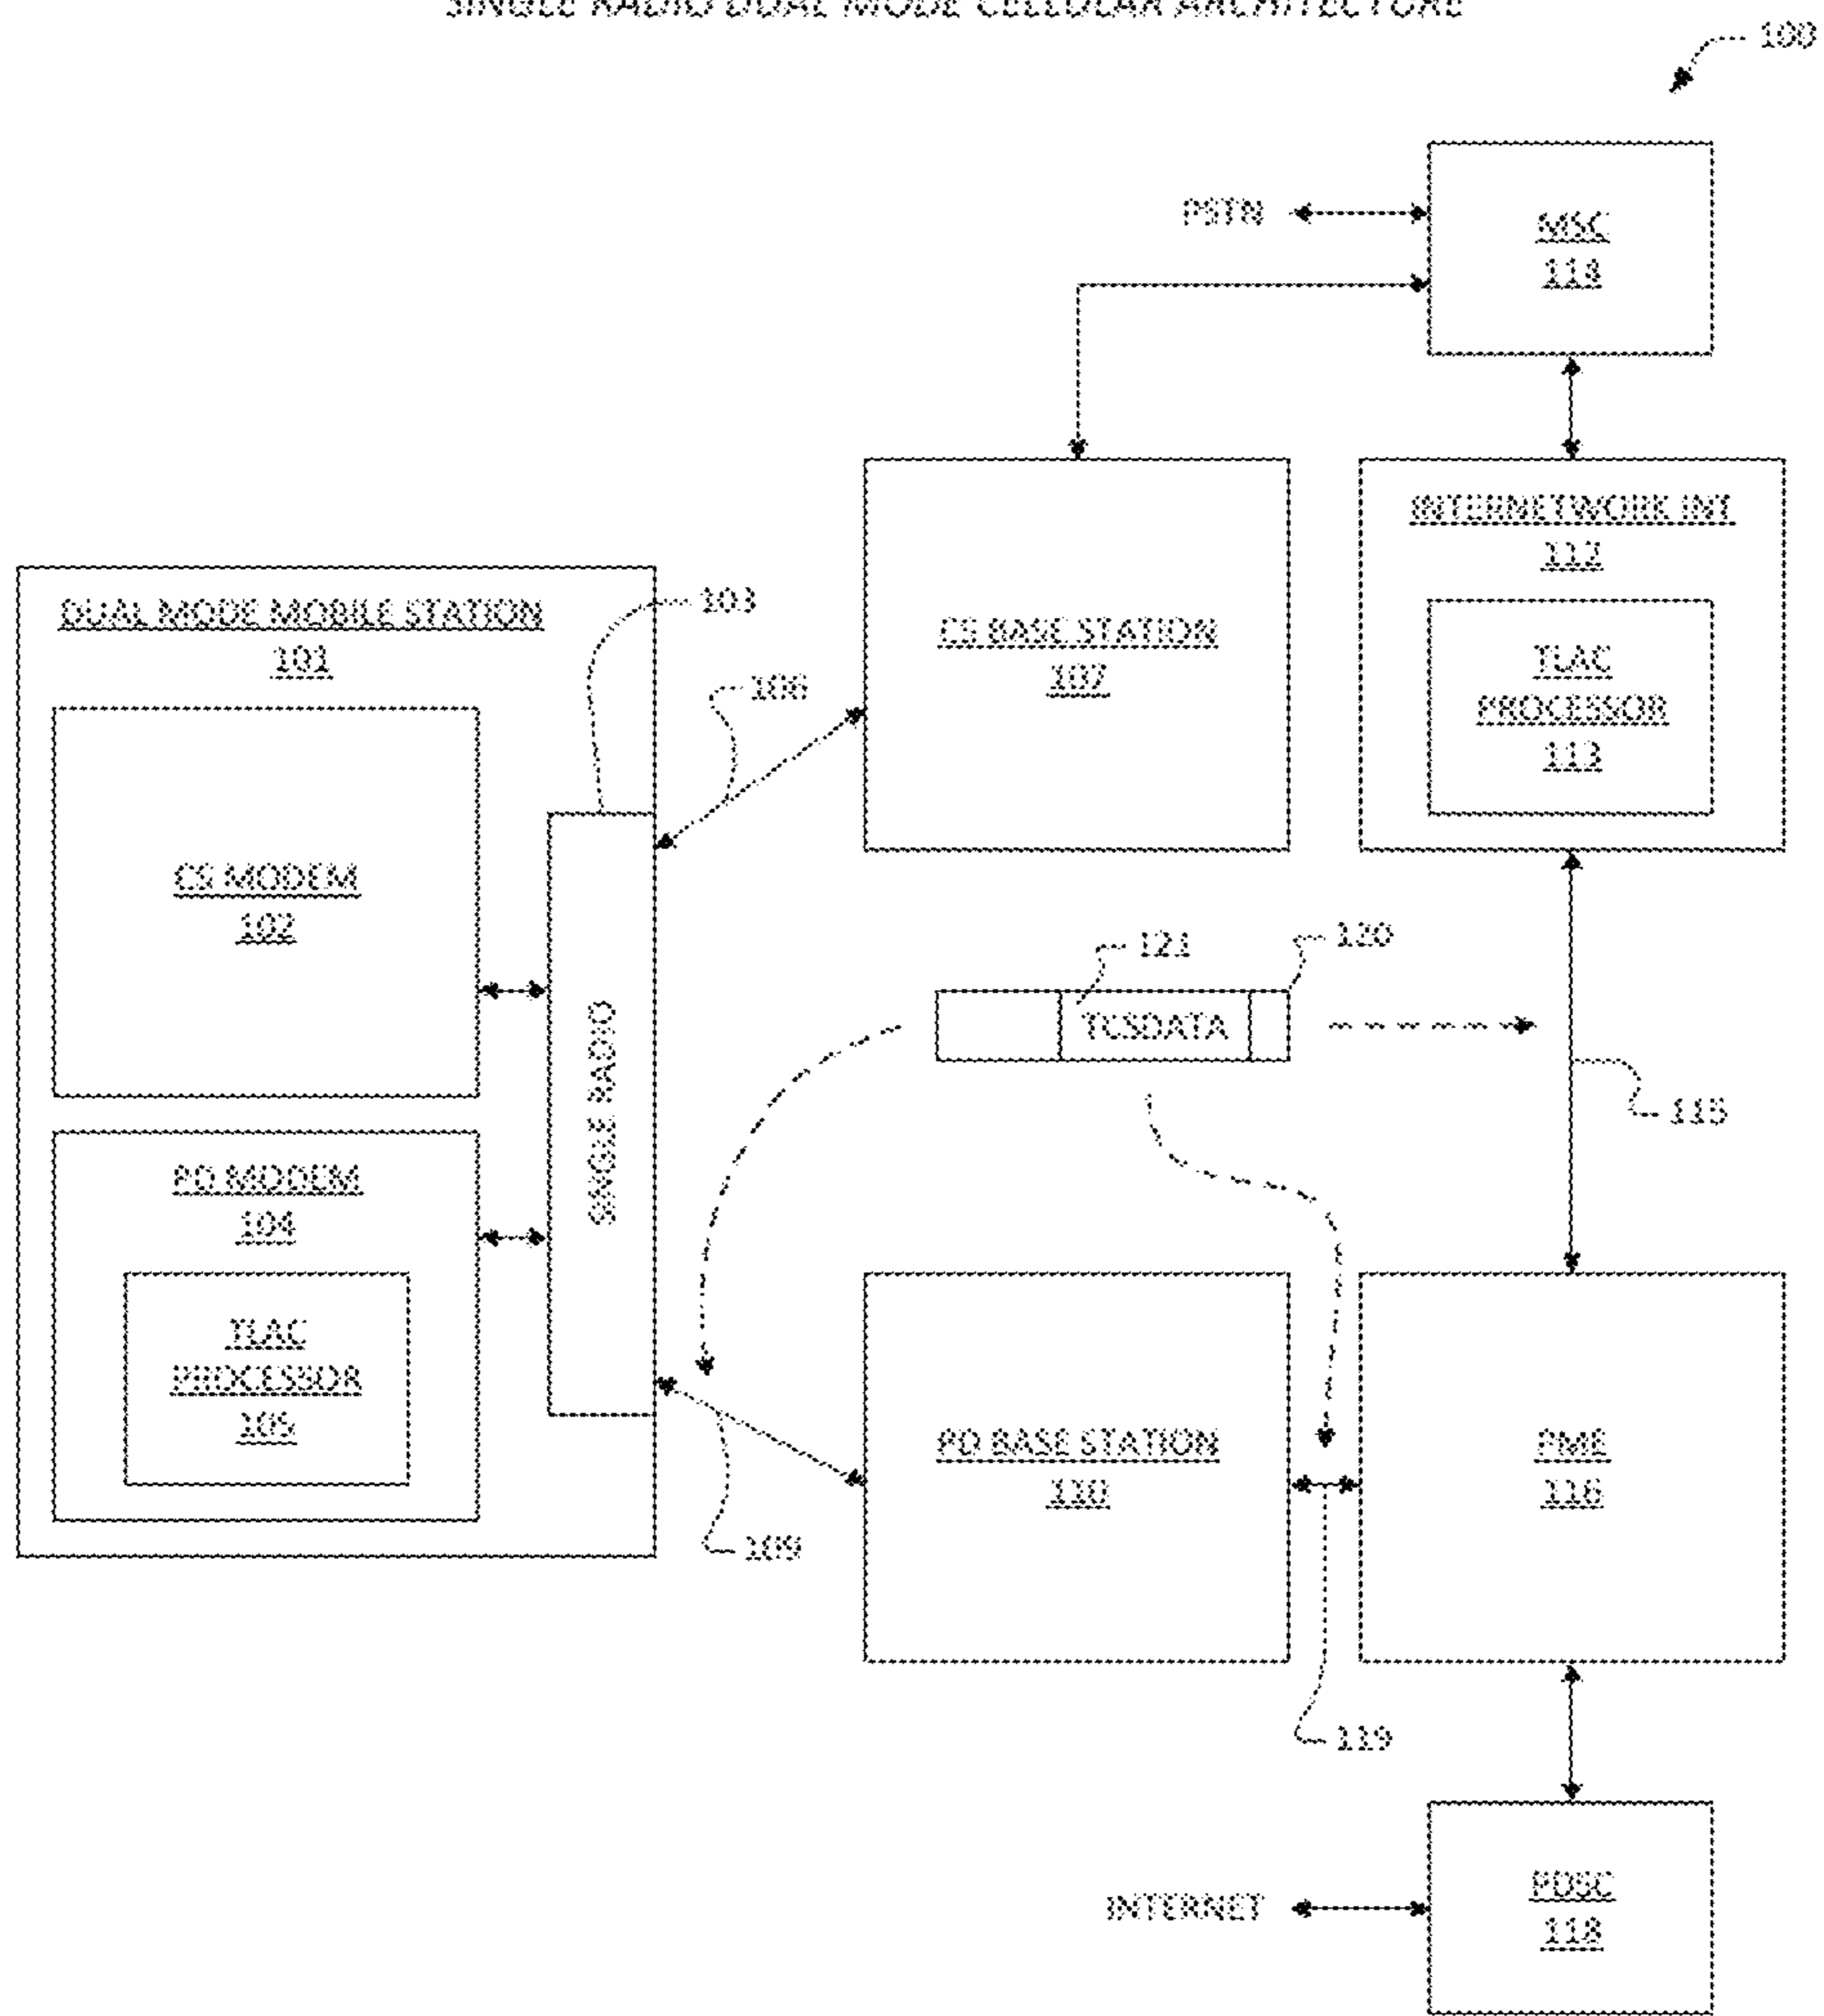 SINGLE RADIO DUAL MODE CELLULAR ARCHITECTURE
100
PSTN
MSC
114
INTERNETWORK INT
112
TLAC
PROCESSOR
113
DUAL MODE MOBILE STATION
101
103
106
CS BASE STATION
107
CS MODEM
102
SINGLE RADIO
121
120
TCSDATA
115
PD MODEM
104
TLAC
PROCESSOR
105
109
PD BASE STATION
110
PME
116
119
INTERNET
PDSC
118